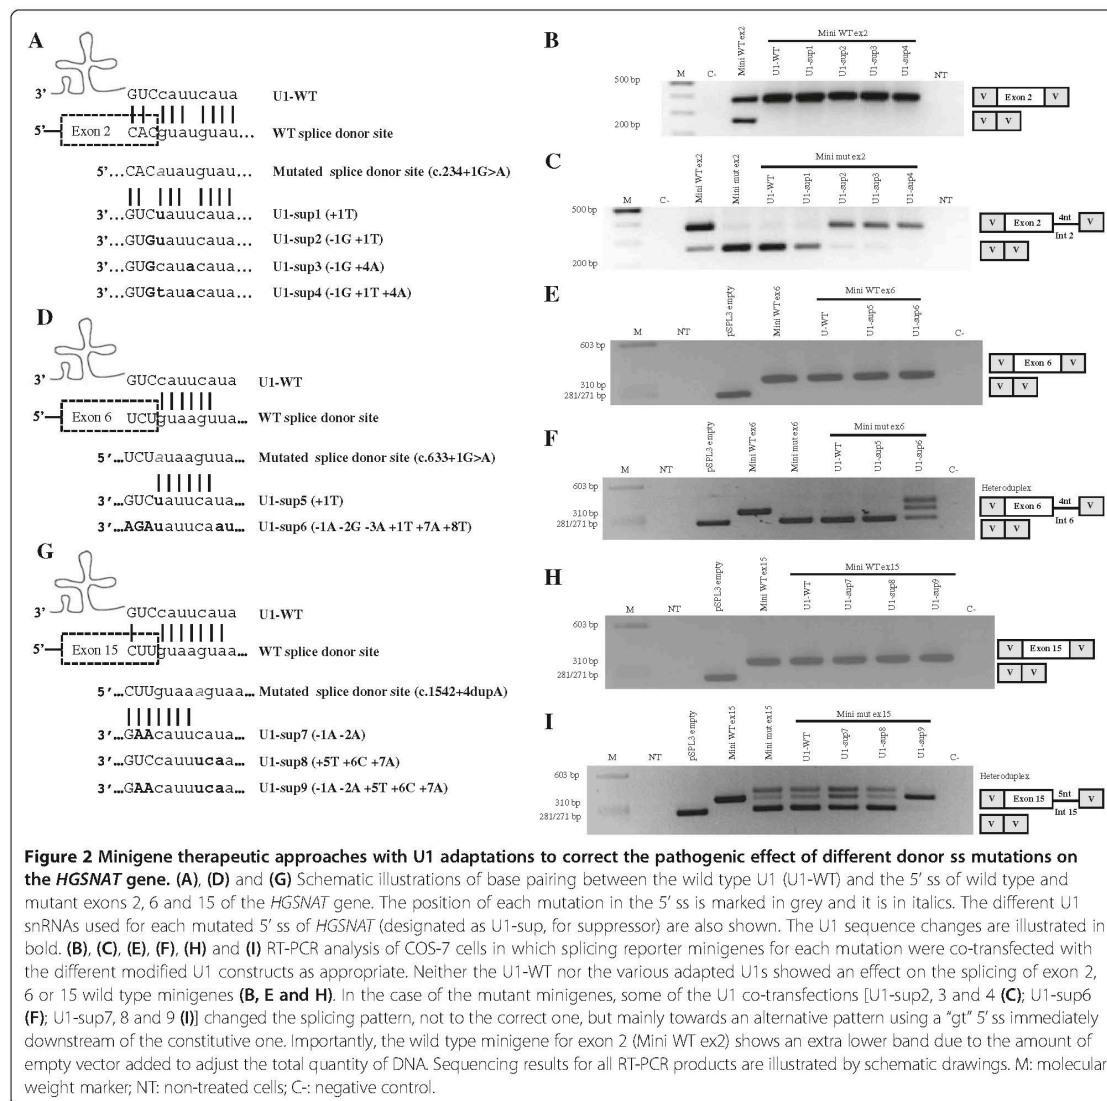 A
3’ GUCcauucaua U1-WT
5’ Exon 2 CACguauguau... WT splice donor site
5’...CACauauguau... Mutated splice donor site (c.234+1G>A)
3’...GUCuauucaua... U1-sup1 (+1T)
3’...GUGuauucaua... U1-sup2 (-1G +1T)
3’...GUGcauacaua... U1-sup3 (-1G +4A)
3’...GUGtauacaua... U1-sup4 (-1G +1T +4A)
B
Mini WT ex2
M C- Mini WT ex2 U1-WT U1-sup1 U1-sup2 U1-sup3 U1-sup4 NT
500 bp
200 bp
V Exon 2 V
V V
C
Mini mut ex2
M C- Mini WT ex2 Mini mut ex2 U1-WT U1-sup1 U1-sup2 U1-sup3 U1-sup4 NT
500 bp
200 bp
V Exon 2 4nt Int 2 V
V V
D
3’ GUCcauucaua U1-WT
5’ Exon 6 UCUguaaguua... WT splice donor site
5’...UCUauaaguua... Mutated splice donor site (c.633+1G>A)
3’...GUCuauucaua... U1-sup5 (+1T)
3’...AGAuauucaau... U1-sup6 (-1A -2G -3A +1T +7A +8T)
E
Mini WT ex6
M NT pSPL3 empty Mini WT ex6 U-WT U1-sup5 U1-sup6 C-
603 bp
310 bp
281/271 bp
V Exon 6 V
V V
F
Mini mut ex6
M NT pSPL3 empty Mini WT ex6 Mini mut ex6 U1-WT U1-sup5 U1-sup6 C-
603 bp
310 bp
281/271 bp
Heteroduplex
V Exon 6 4nt Int 6 V
V V
G
3’ GUCcauucaua U1-WT
5’ Exon 15 CUUguaaguaa WT splice donor site
5’...CUUguaaaguaa... Mutated splice donor site (c.1542+4dupA)
3’...GAAcauucaua... U1-sup7 (-1A -2A)
3’...GUCcauuucaa... U1-sup8 (+5T +6C +7A)
3’...GAAcauuucaa... U1-sup9 (-1A -2A +5T +6C +7A)
H
Mini WT ex15
M NT pSPL3 empty Mini WT ex15 U1-WT U1-sup7 U1-sup8 U1-sup9 C-
603 bp
310 bp
281/271 bp
V Exon 15 V
V V
I
Mini mut ex15
M NT pSPL3 empty Mini WT ex15 Mini mut ex15 U1-WT U1-sup7 U1-sup8 U1-sup9 C-
603 bp
310 bp
281/271 bp
Heteroduplex
V Exon 15 5nt Int 15 V
V V
Figure 2 Minigene therapeutic approaches with U1 adaptations to correct the pathogenic effect of different donor ss mutations on
the HGSNAT gene. (A), (D) and (G) Schematic illustrations of base pairing between the wild type U1 (U1-WT) and the 5’ ss of wild type and
mutant exons 2, 6 and 15 of the HGSNAT gene. The position of each mutation in the 5’ ss is marked in grey and it is in italics. The different U1
snRNAs used for each mutated 5’ ss of HGSNAT (designated as U1-sup, for suppressor) are also shown. The U1 sequence changes are illustrated in
bold. (B), (C), (E), (F), (H) and (I) RT-PCR analysis of COS-7 cells in which splicing reporter minigenes for each mutation were co-transfected with
the different modified U1 constructs as appropriate. Neither the U1-WT nor the various adapted U1s showed an effect on the splicing of exon 2,
6 or 15 wild type minigenes (B, E and H). In the case of the mutant minigenes, some of the U1 co-transfections [U1-sup2, 3 and 4 (C); U1-sup6
(F); U1-sup7, 8 and 9 (I)] changed the splicing pattern, not to the correct one, but mainly towards an alternative pattern using a “gt” 5’ ss immediately
downstream of the constitutive one. Importantly, the wild type minigene for exon 2 (Mini WT ex2) shows an extra lower band due to the amount of
empty vector added to adjust the total quantity of DNA. Sequencing results for all RT-PCR products are illustrated by schematic drawings. M: molecular
weight marker; NT: non-treated cells; C-: negative control.